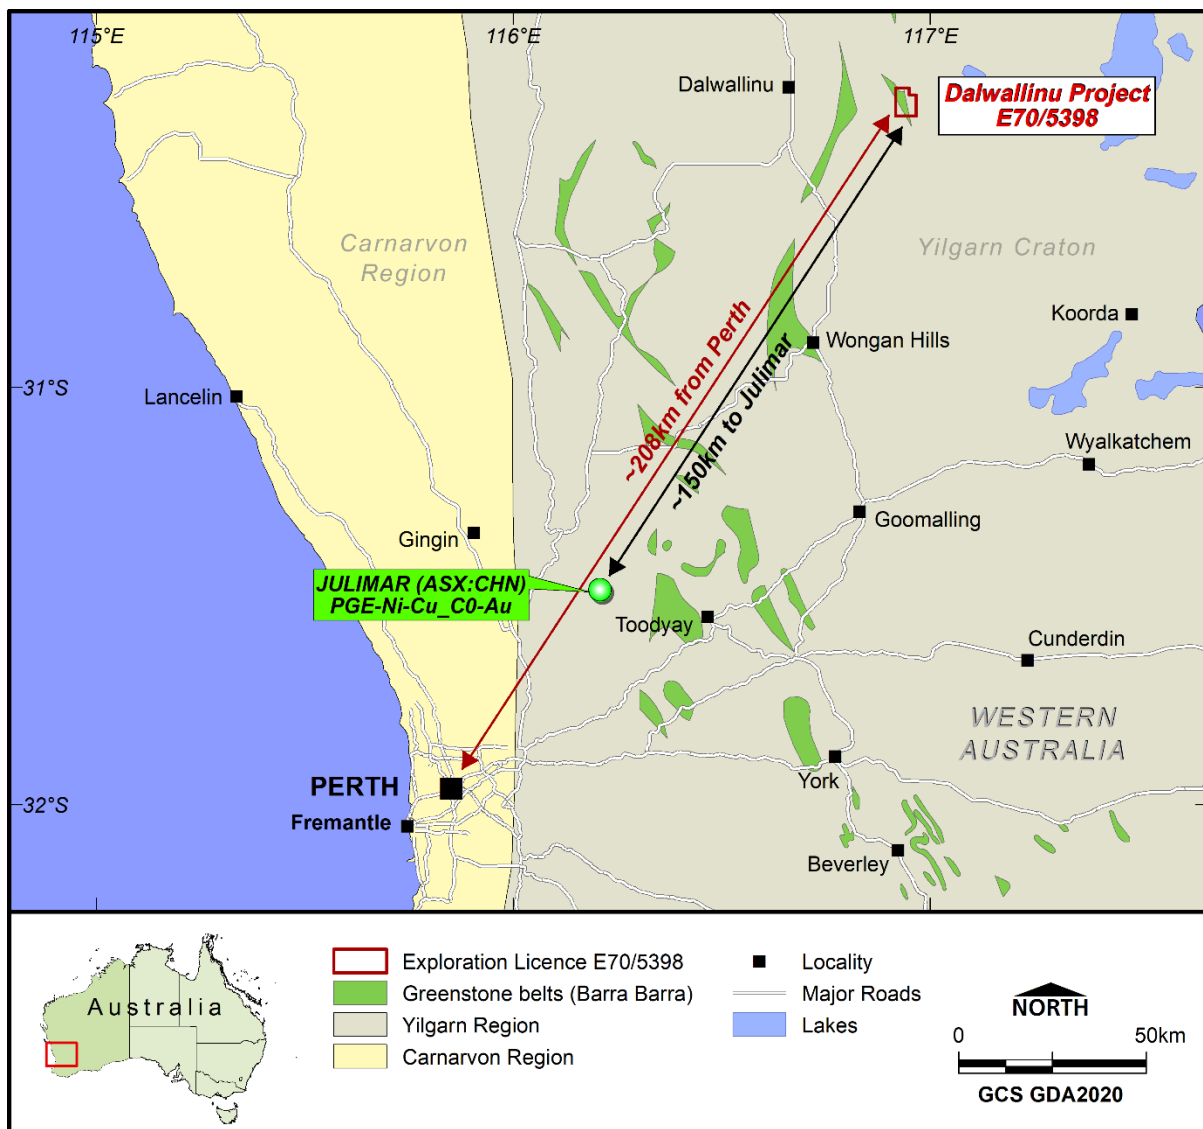 115°E
116°E
117°E
Dalwallinu
Dalwallinu Project
E70/5398
Carnarvon
Region
Yilgarn Craton
Koorda
Wongan Hills
~208km from Perth
~150km to Julimar
31°S
Lancelin
Wyalkatchem
Goomalling
Gingin
JULIMAR (ASX:CHN)
PGE-Ni-Cu_C0-Au
Toodyay
Cunderdin
WESTERN
AUSTRALIA
PERTH
York
32°S
Fremantle
Beverley
Australia
Exploration Licence E70/5398
Greenstone belts (Barra Barra)
Yilgarn Region
Carnarvon Region
Locality
Major Roads
Lakes
NORTH
0 50km
GCS GDA2020